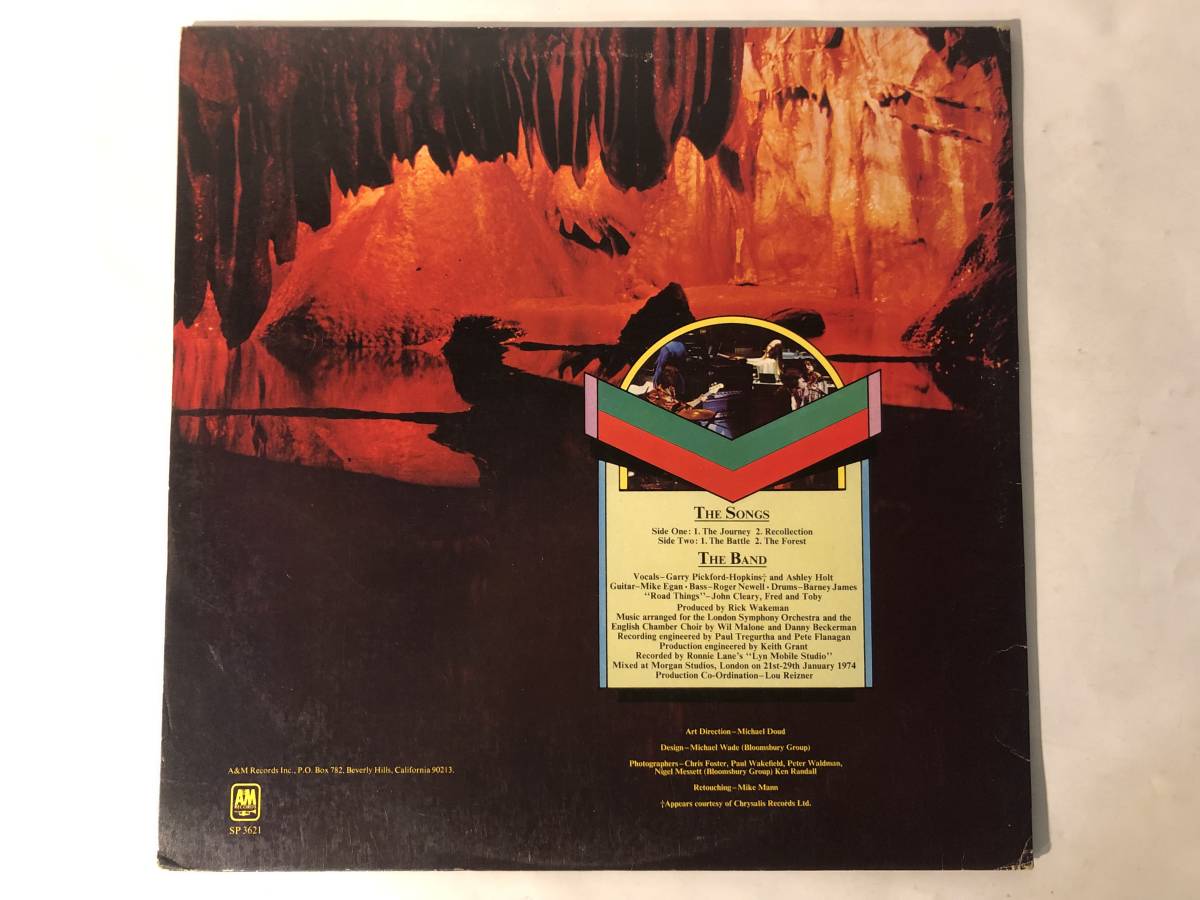 THE SONGS
Side One: 1. The Journey 2. Recollection
Side Two: 1. The Battle 2. The Forest
THE BAND
Vocals–Garry Pickford-Hopkins† and Ashley Holt
Guitar–Mike Egan · Bass–Roger Newell · Drums–Barney James
"Road Things"–John Cleary, Fred and Toby
Produced by Rick Wakeman
Music arranged for the London Symphony Orchestra and the
English Chamber Choir by Wil Malone and Danny Beckerman
Recording engineered by Paul Tregurtha and Pete Flanagan
Production engineered by Keith Grant
Recorded by Ronnie Lane's "Lyn Mobile Studio"
Mixed at Morgan Studios, London on 21st-29th January 1974
Production Co-Ordination–Lou Reizner
Art Direction–Michael Doud
Design–Michael Wade (Bloomsbury Group)
Photographers–Chris Foster, Paul Wakefield, Peter Waldman,
Nigel Messett (Bloomsbury Group) Ken Randall
Retouching–Mike Mann
†Appears courtesy of Chrysalis Records Ltd.
A&M Records Inc., P.O. Box 782, Beverly Hills, California 90213.
A&M
RECORDS
SP 3621